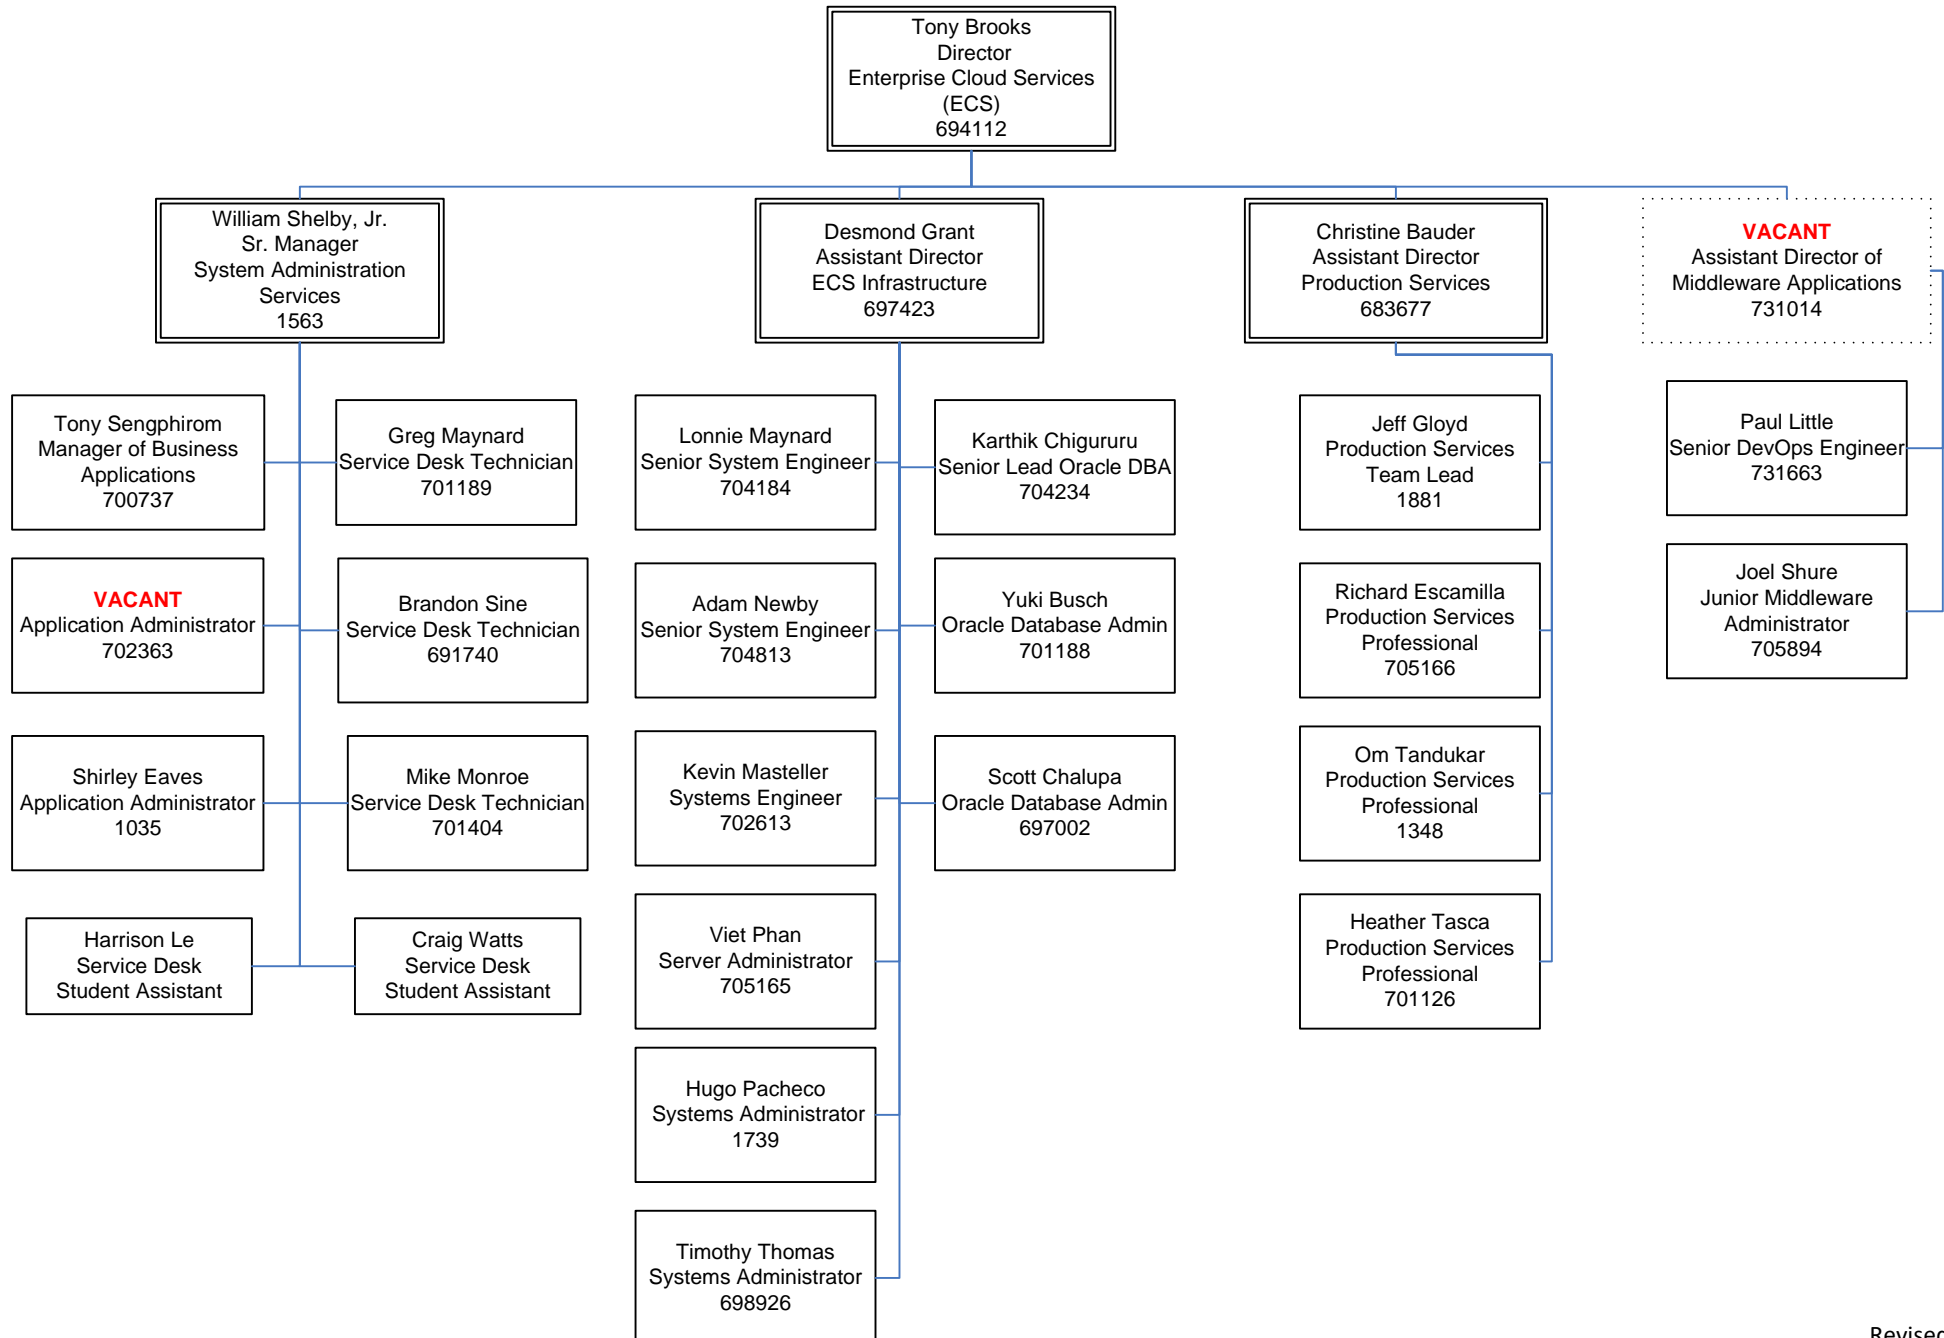 Tony Brooks
Director
Enterprise Cloud Services
(ECS)
694112
William Shelby, Jr.
Sr. Manager
System Administration
Services
1563
Desmond Grant
Assistant Director
ECS Infrastructure
697423
Christine Bauder
Assistant Director
Production Services
683677
VACANT
Assistant Director of
Middleware Applications
731014
Tony Sengphirom
Manager of Business
Applications
700737
Greg Maynard
Service Desk Technician
701189
VACANT
Application Administrator
702363
Brandon Sine
Service Desk Technician
691740
Shirley Eaves
Application Administrator
1035
Mike Monroe
Service Desk Technician
701404
Harrison Le
Service Desk
Student Assistant
Craig Watts
Service Desk
Student Assistant
Lonnie Maynard
Senior System Engineer
704184
Karthik Chigururu
Senior Lead Oracle DBA
704234
Adam Newby
Senior System Engineer
704813
Yuki Busch
Oracle Database Admin
701188
Kevin Masteller
Systems Engineer
702613
Scott Chalupa
Oracle Database Admin
697002
Viet Phan
Server Administrator
705165
Hugo Pacheco
Systems Administrator
1739
Timothy Thomas
Systems Administrator
698926
Jeff Gloyd
Production Services
Team Lead
1881
Richard Escamilla
Production Services
Professional
705166
Om Tandukar
Production Services
Professional
1348
Heather Tasca
Production Services
Professional
701126
Paul Little
Senior DevOps Engineer
731663
Joel Shure
Junior Middleware
Administrator
705894
Revised